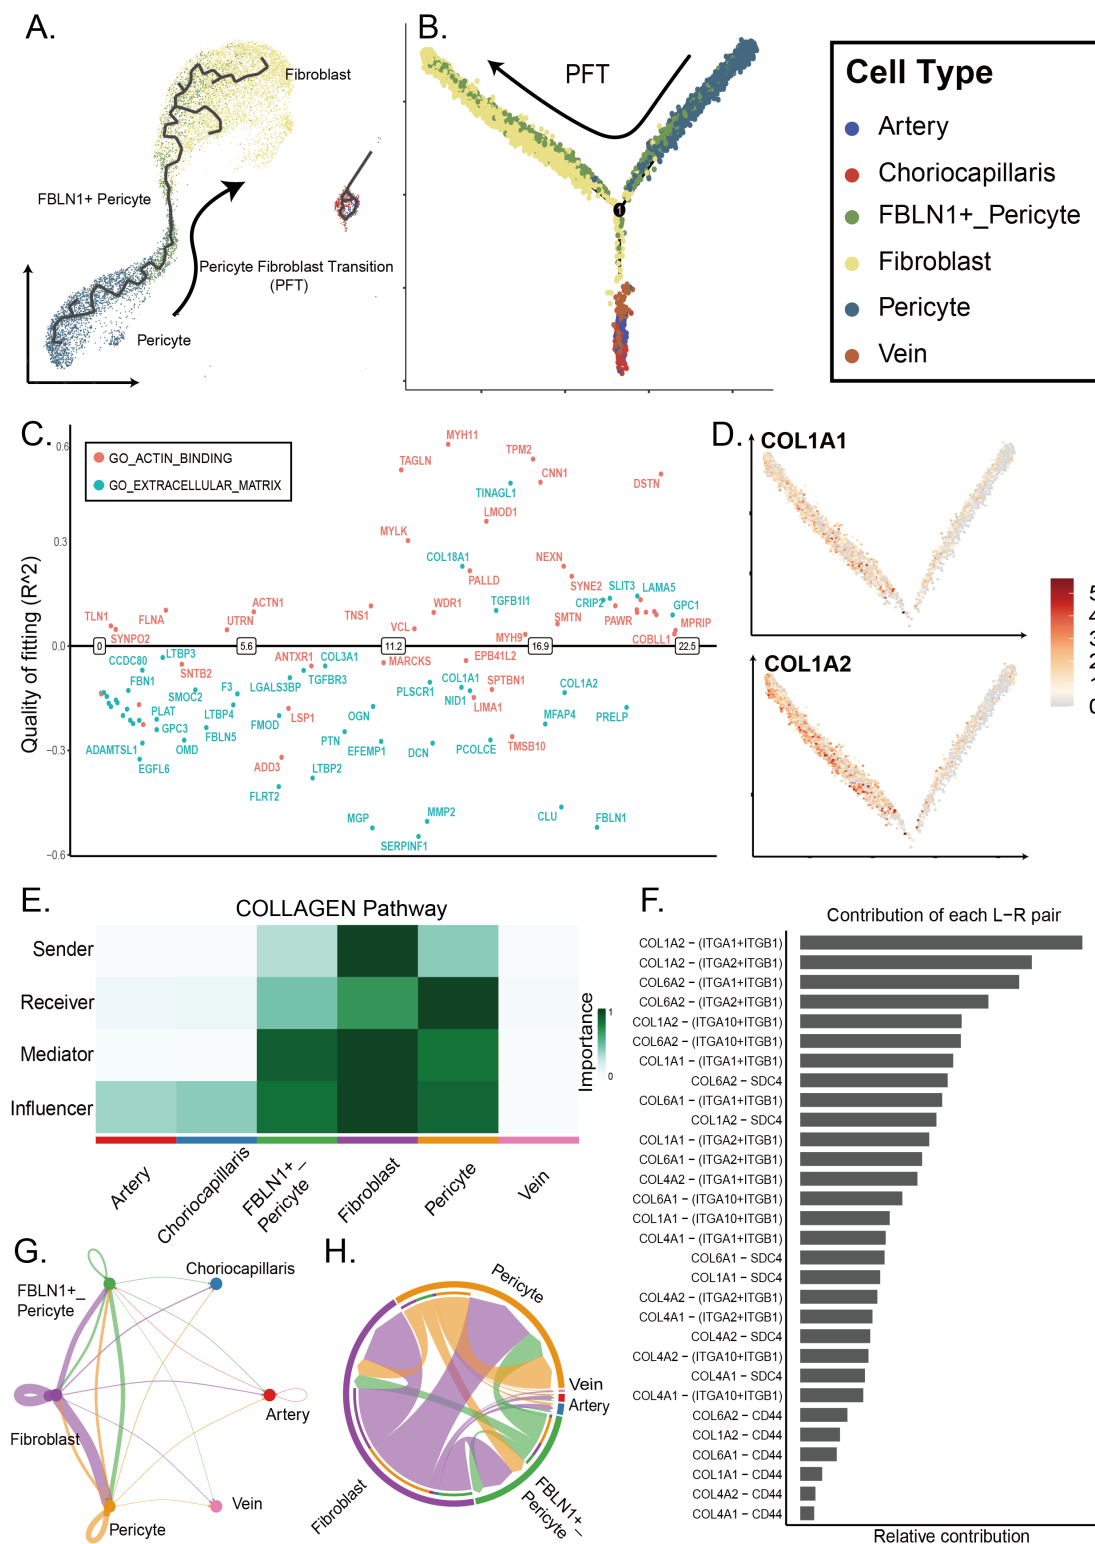 A.
Fibroblast
FBLN1+ Pericyte
Pericyte Fibroblast Transition
(PFT)
Pericyte
B.
PFT
1
Cell Type
Artery
Choriocapillaris
FBLN1+_Pericyte
Fibroblast
Pericyte
Vein
C.
Quality of fitting (R^2)
0.6
0.3
0.0
−0.3
−0.6
GO_ACTIN_BINDING
GO_EXTRACELLULAR_MATRIX
MYH11
TPM2
TAGLN
CNN1
DSTN
TINAGL1
LMOD1
MYLK
COL18A1
NEXN
PALLD
SYNE2
SLIT3
LAMA5
TGFB1I1
CRIP2
GPC1
ACTN1
WDR1
TLN1
FLNA
UTRN
TNS1
VCL
SMTN
PAWR
MPRIP
SYNPO2
MYH9
COBLL1
0
5.6
11.2
16.9
22.5
CCDC80
LTBP3
ANTXR1
COL3A1
MARCKS
EPB41L2
FBN1
SNTB2
LGALS3BP
TGFBR3
COL1A1
SPTBN1
COL1A2
SMOC2
F3
PLSCR1
NID1
LIMA1
PLAT
LTBP4
FMOD
LSP1
OGN
MFAP4
PRELP
GPC3
FBLN5
PTN
ADAMTSL1
OMD
EFEMP1
DCN
PCOLCE
TMSB10
EGFL6
ADD3
LTBP2
FLRT2
MGP
MMP2
CLU
FBLN1
SERPINF1
D.
COL1A1
COL1A2
5
4
3
2
1
0
E.
COLLAGEN Pathway
Sender
Receiver
Mediator
Influencer
Importance
1
0
Artery
Choriocapillaris
FBLN1+_
Pericyte
Fibroblast
Pericyte
Vein
F.
Contribution of each L−R pair
COL1A2 − (ITGA1+ITGB1)
COL1A2 − (ITGA2+ITGB1)
COL6A2 − (ITGA1+ITGB1)
COL6A2 − (ITGA2+ITGB1)
COL1A2 − (ITGA10+ITGB1)
COL6A2 − (ITGA10+ITGB1)
COL1A1 − (ITGA1+ITGB1)
COL6A2 − SDC4
COL6A1 − (ITGA1+ITGB1)
COL1A2 − SDC4
COL1A1 − (ITGA2+ITGB1)
COL6A1 − (ITGA2+ITGB1)
COL4A2 − (ITGA1+ITGB1)
COL6A1 − (ITGA10+ITGB1)
COL1A1 − (ITGA10+ITGB1)
COL4A1 − (ITGA1+ITGB1)
COL6A1 − SDC4
COL1A1 − SDC4
COL4A2 − (ITGA2+ITGB1)
COL4A1 − (ITGA2+ITGB1)
COL4A2 − SDC4
COL4A2 − (ITGA10+ITGB1)
COL4A1 − SDC4
COL4A1 − (ITGA10+ITGB1)
COL6A2 − CD44
COL1A2 − CD44
COL6A1 − CD44
COL1A1 − CD44
COL4A2 − CD44
COL4A1 − CD44
Relative contribution
G.
FBLN1+_
Pericyte
Choriocapillaris
Artery
Fibroblast
Vein
Pericyte
H.
Pericyte
Vein
Artery
FBLN1+_
Pericyte
Fibroblast